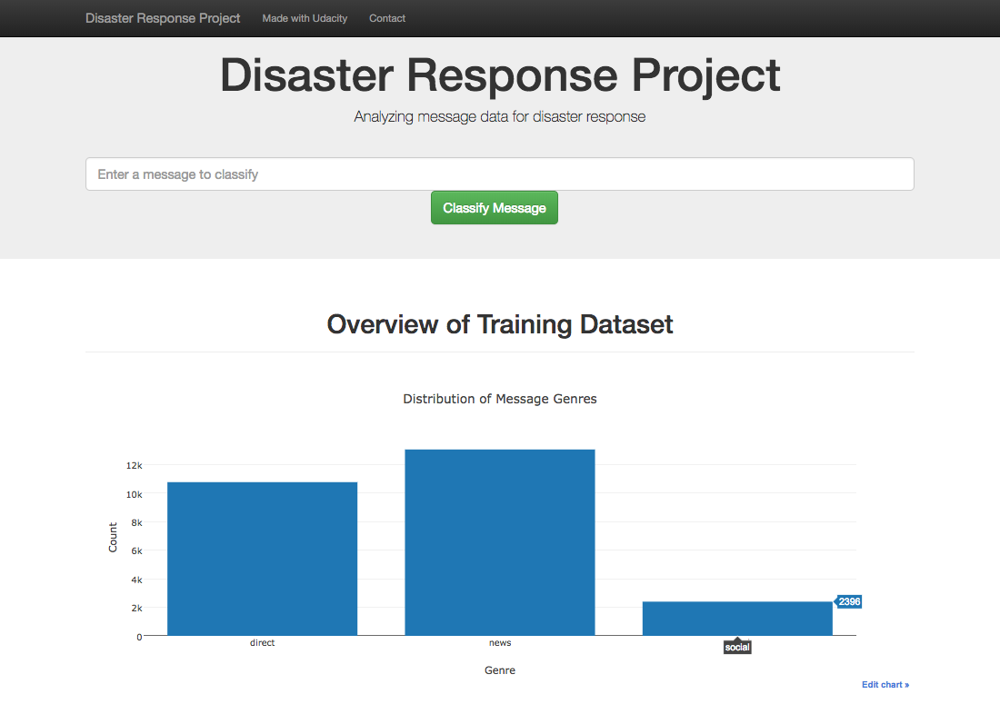 Disaster Response Project Made with Udacity Contact
Disaster Response Project
Analyzing message data for disaster response
Enter a message to classify
Classify Message
Overview of Training Dataset
Distribution of Message Genres
12k
10k
8k
6k
4k
2k
0
Count
2396
direct news social
Genre
Edit chart »